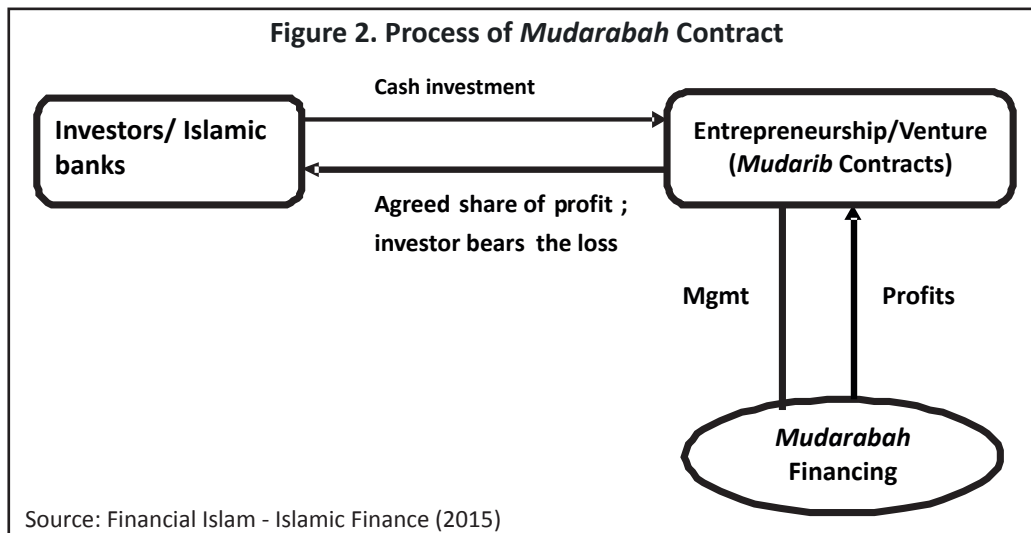 Figure 2. Process of Mudarabah Contract
Cash investment
Investors/ Islamic
banks
Entrepreneurship/Venture
(Mudarib Contracts)
Agreed share of profit ;
investor bears the loss
Mgmt
Profits
Mudarabah
Financing
Source: Financial Islam - Islamic Finance (2015)